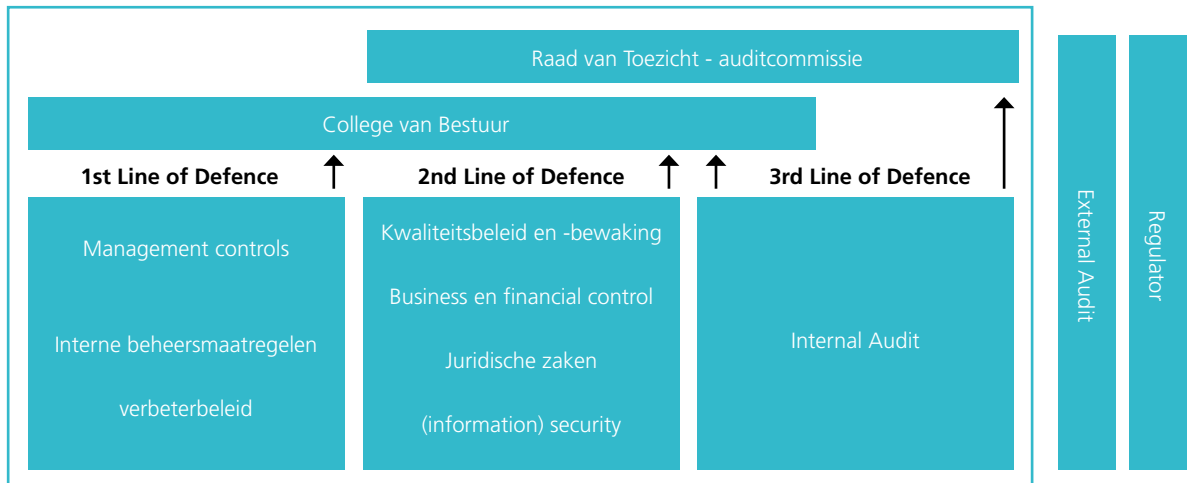 Raad van Toezicht - auditcommissie
College van Bestuur
1st Line of Defence
2nd Line of Defence
3rd Line of Defence
Management controls
Interne beheersmaatregelen
verbeterbeleid
Kwaliteitsbeleid en -bewaking
Business en financial control
Juridische zaken
(information) security
Internal Audit
External Audit
Regulator